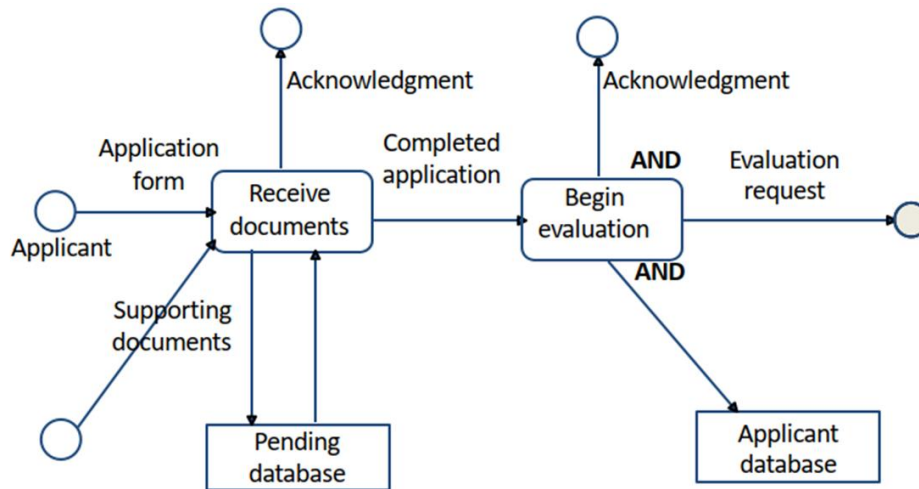 Acknowledgment
Acknowledgment
Application
form
Completed
application
AND
Evaluation
request
Receive
documents
Begin
evaluation
Applicant
AND
Supporting
documents
Pending
database
Applicant
database